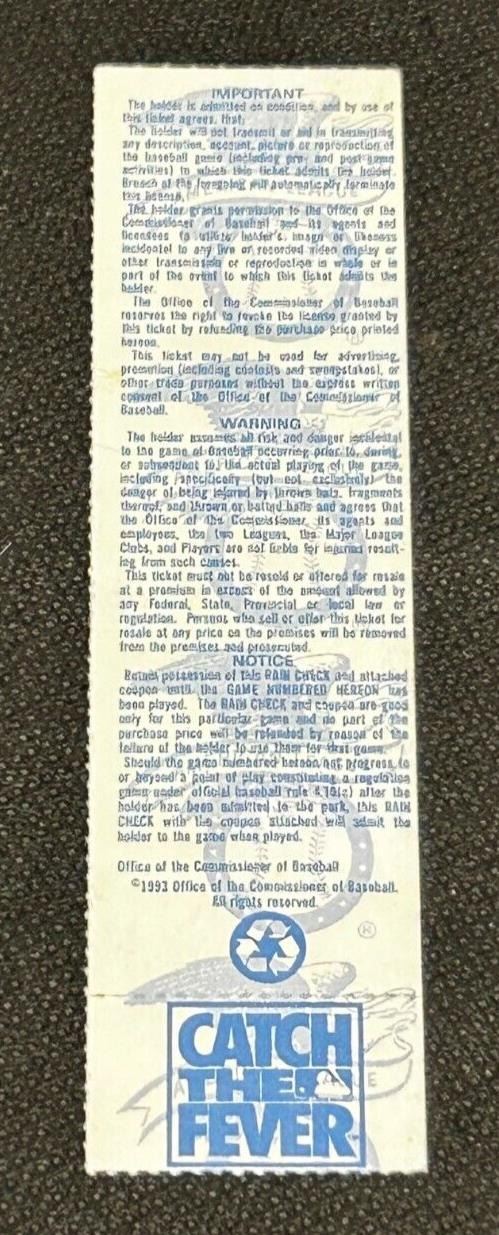 IMPORTANT
The holder is admitted on condition, and by use of
this ticket agrees, that:
The holder will not transmit or aid in transmitting
any description, account, picture or reproduction of
the baseball game (including pre- and post-game
activities) to which this ticket admits the holder.
Breach of the foregoing will automatically terminate
this license.
The holder grants permission to the Office of the
Commissioner of Baseball and its agents and
licensees to utilize holder's image or likeness
incidental to any live or recorded video display or
other transmission or reproduction in whole or in
part of the event to which this ticket admits the
holder.
The Office of the Commissioner of Baseball
reserves the right to revoke the license granted by
this ticket by refunding the purchase price printed
hereon.
This ticket may not be used for advertising,
promotion (including contests and sweepstakes), or
other trade purposes without the express written
consent of the Office of the Commissioner of
Baseball.
WARNING
The holder assumes all risk and danger incidental
to the game of Baseball occurring prior to, during,
or subsequent to, the actual playing of the game,
including specifically (but not exclusively) the
danger of being injured by thrown bats, fragments
thereof, and thrown or batted balls and agrees that
the Office of the Commissioner, its agents and
employees, the two Leagues, the Major League
Clubs, and Players are not liable for injuries result-
ing from such causes.
This ticket must not be resold or offered for resale
at a premium in excess of the amount allowed by
any Federal, State, Provincial or local law or
regulation. Persons who sell or offer this ticket for
resale at any price on the premises will be removed
from the premises and prosecuted.
NOTICE
Retain possession of this RAIN CHECK and attached
coupon until the GAME NUMBERED HEREON has
been played. The RAIN CHECK and coupon are good
only for this particular game and no part of the
purchase price will be refunded by reason of the
failure of the holder to use them for that game.
Should the game numbered hereon not progress to
or beyond a point of play constituting a regulation
game under official baseball rule 4.10(c) after the
holder has been admitted to the park, this RAIN
CHECK with the coupon attached will admit the
holder to the game when played.
Office of the Commissioner of Baseball
©1993 Office of the Commissioner of Baseball.
All rights reserved.
®
CATCH
THE
FEVER